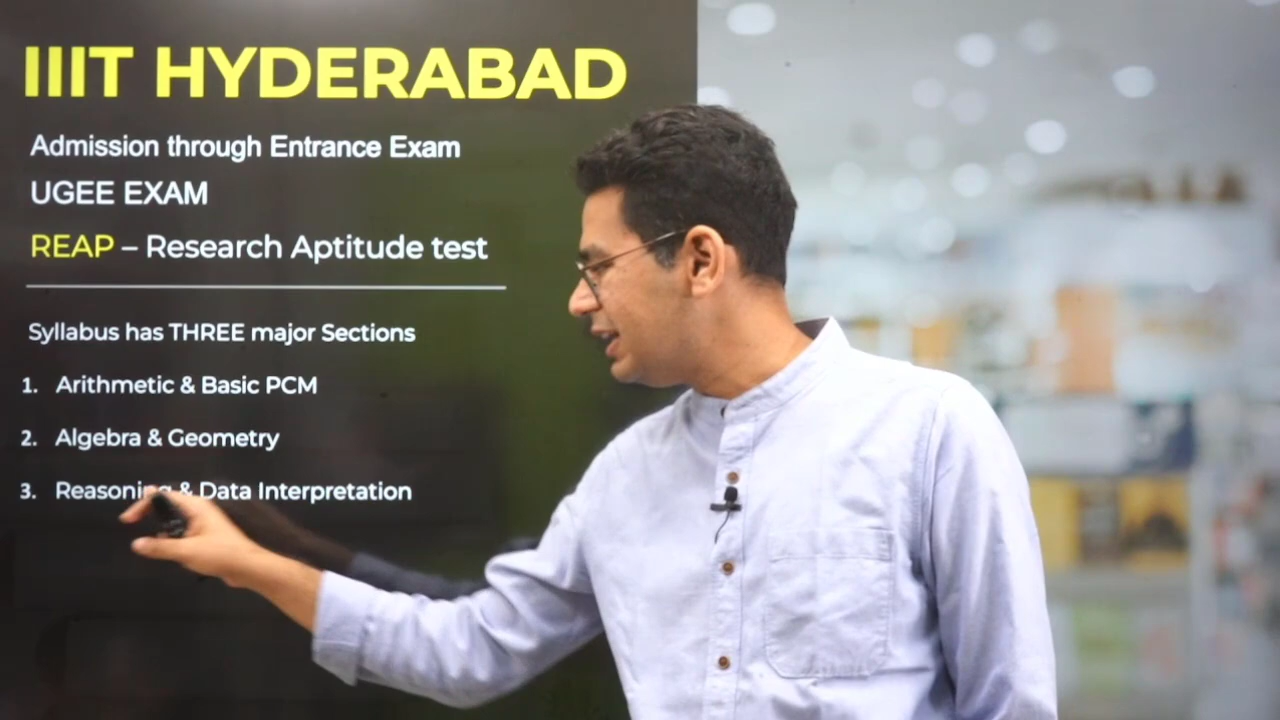 IIIT HYDERABAD
Admission through Entrance Exam
UGEE EXAM
REAP – Research Aptitude test
Syllabus has THREE major Sections
1. Arithmetic & Basic PCM
2. Algebra & Geometry
3. Reasoning & Data Interpretation